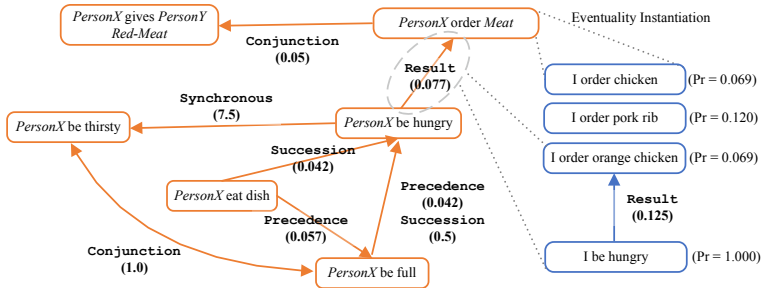 PersonX gives PersonY
Red-Meat
PersonX order Meat
Eventuality Instantiation
Conjunction
(0.05)
Result
(0.077)
I order chicken
(Pr = 0.069)
Synchronous
(7.5)
I order pork rib
(Pr = 0.120)
PersonX be thirsty
PersonX be hungry
I order orange chicken
(Pr = 0.069)
Succession
(0.042)
PersonX eat dish
Precedence
(0.042)
Succession
(0.5)
Result
(0.125)
Precedence
(0.057)
Conjunction
(1.0)
I be hungry
(Pr = 1.000)
PersonX be full